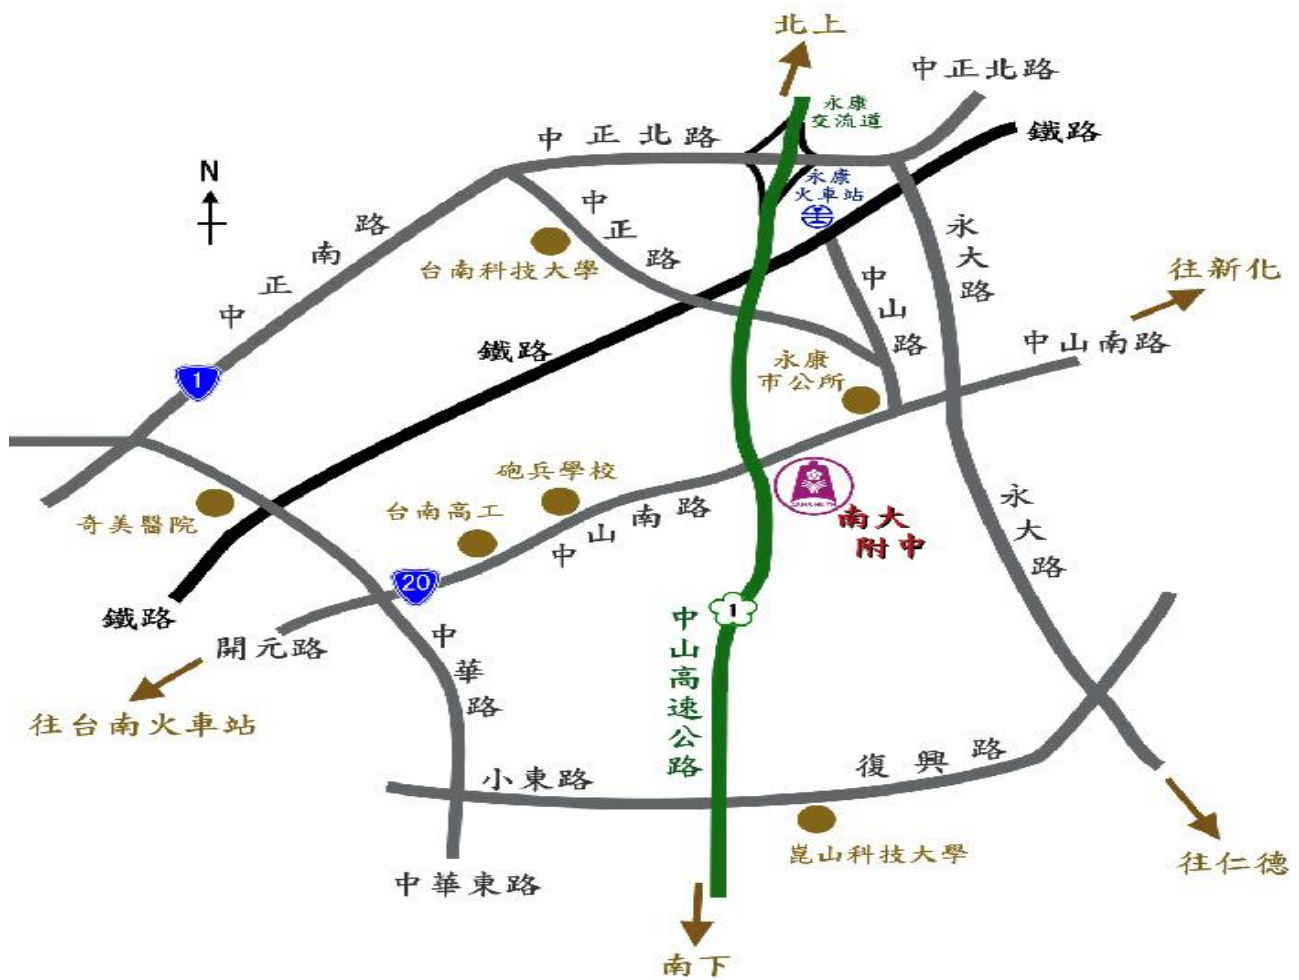 北上
中正北路
永康
交流道
鐵路
中正北路
N
永康
火車站
中正南路
中正路
台南科技大學
永大路
往新化
中山路
中山南路
鐵路
永康
市公所
1
砲兵學校
台南高工
奇美醫院
中山南路
南大
附中
永大路
20
1
鐵路
開元路
中華路
中山高速公路
往台南火車站
小東路
復興路
崑山科技大學
往仁德
中華東路
南下